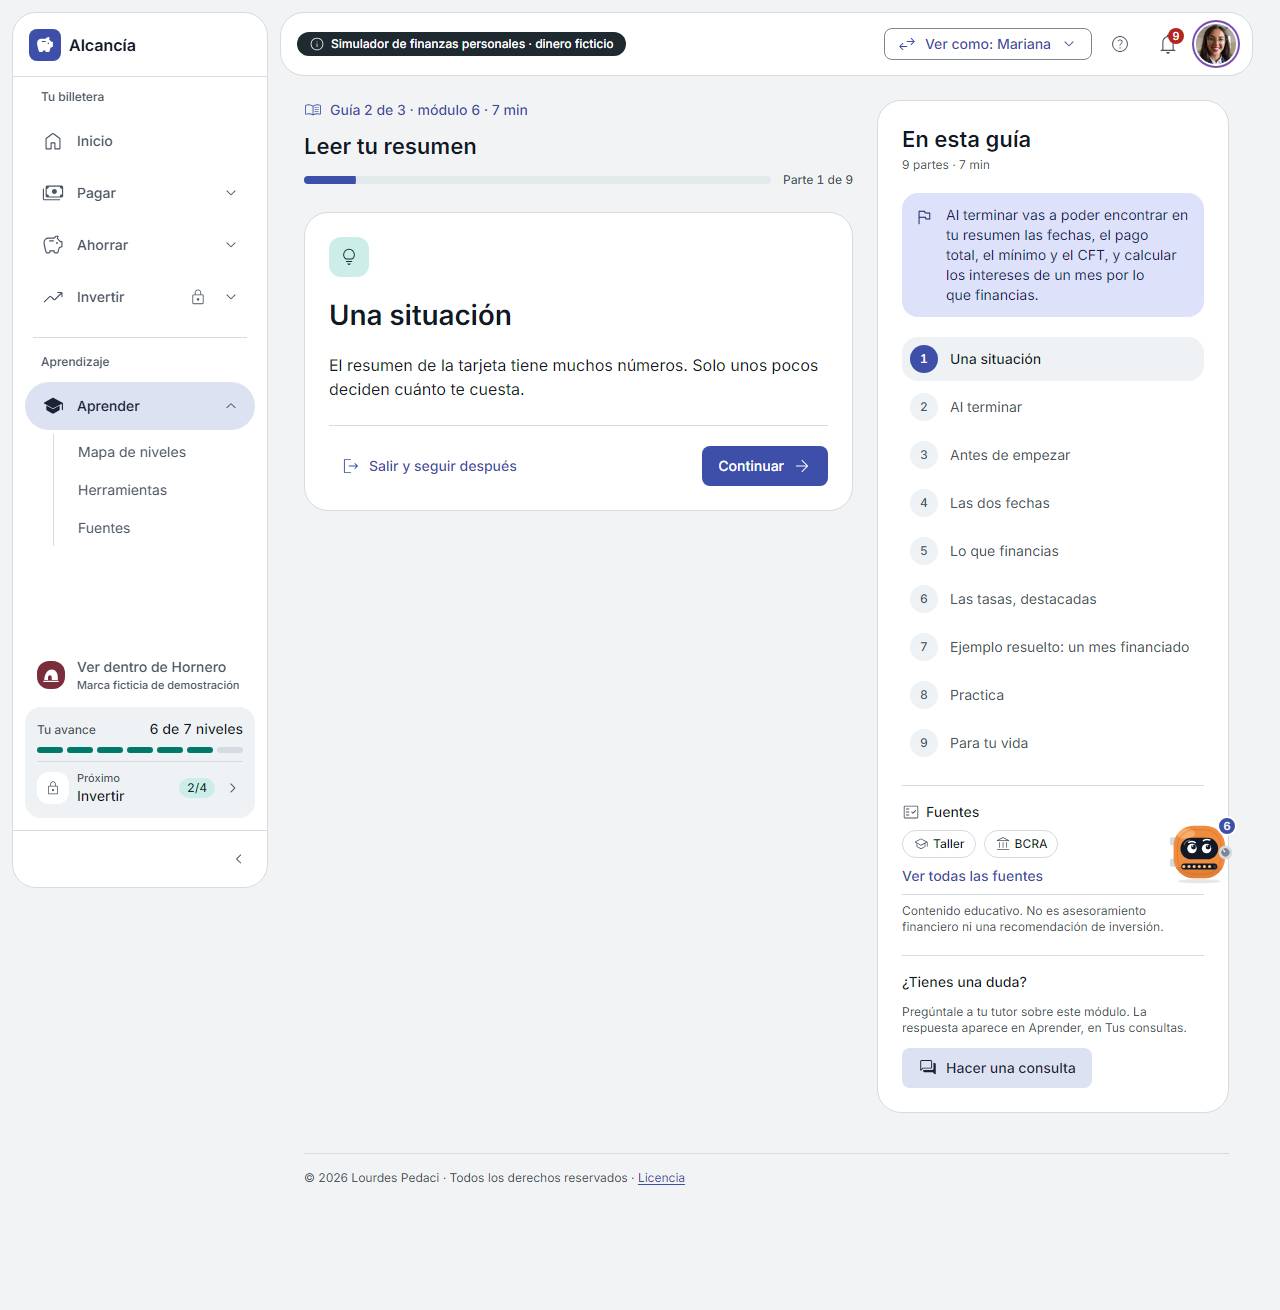 Alcancía
Tu billetera
Inicio
Pagar
Ahorrar
Invertir
Aprendizaje
Aprender
Mapa de niveles
Herramientas
Fuentes
Ver dentro de Hornero
Marca ficticia de demostración
Tu avance 6 de 7 niveles
Próximo
Invertir
2/4
Simulador de finanzas personales · dinero ficticio
Ver como: Mariana
9
Guía 2 de 3 · módulo 6 · 7 min
Leer tu resumen
Parte 1 de 9
Una situación
El resumen de la tarjeta tiene muchos números. Solo unos pocos
deciden cuánto te cuesta.
Salir y seguir después
Continuar
En esta guía
9 partes · 7 min
Al terminar vas a poder encontrar en
tu resumen las fechas, el pago
total, el mínimo y el CFT, y calcular
los intereses de un mes por lo
que financias.
1 Una situación
2 Al terminar
3 Antes de empezar
4 Las dos fechas
5 Lo que financias
6 Las tasas, destacadas
7 Ejemplo resuelto: un mes financiado
8 Practica
9 Para tu vida
Fuentes
Taller
BCRA
6
Ver todas las fuentes
Contenido educativo. No es asesoramiento
financiero ni una recomendación de inversión.
¿Tienes una duda?
Pregúntale a tu tutor sobre este módulo. La
respuesta aparece en Aprender, en Tus consultas.
Hacer una consulta
© 2026 Lourdes Pedaci · Todos los derechos reservados · Licencia